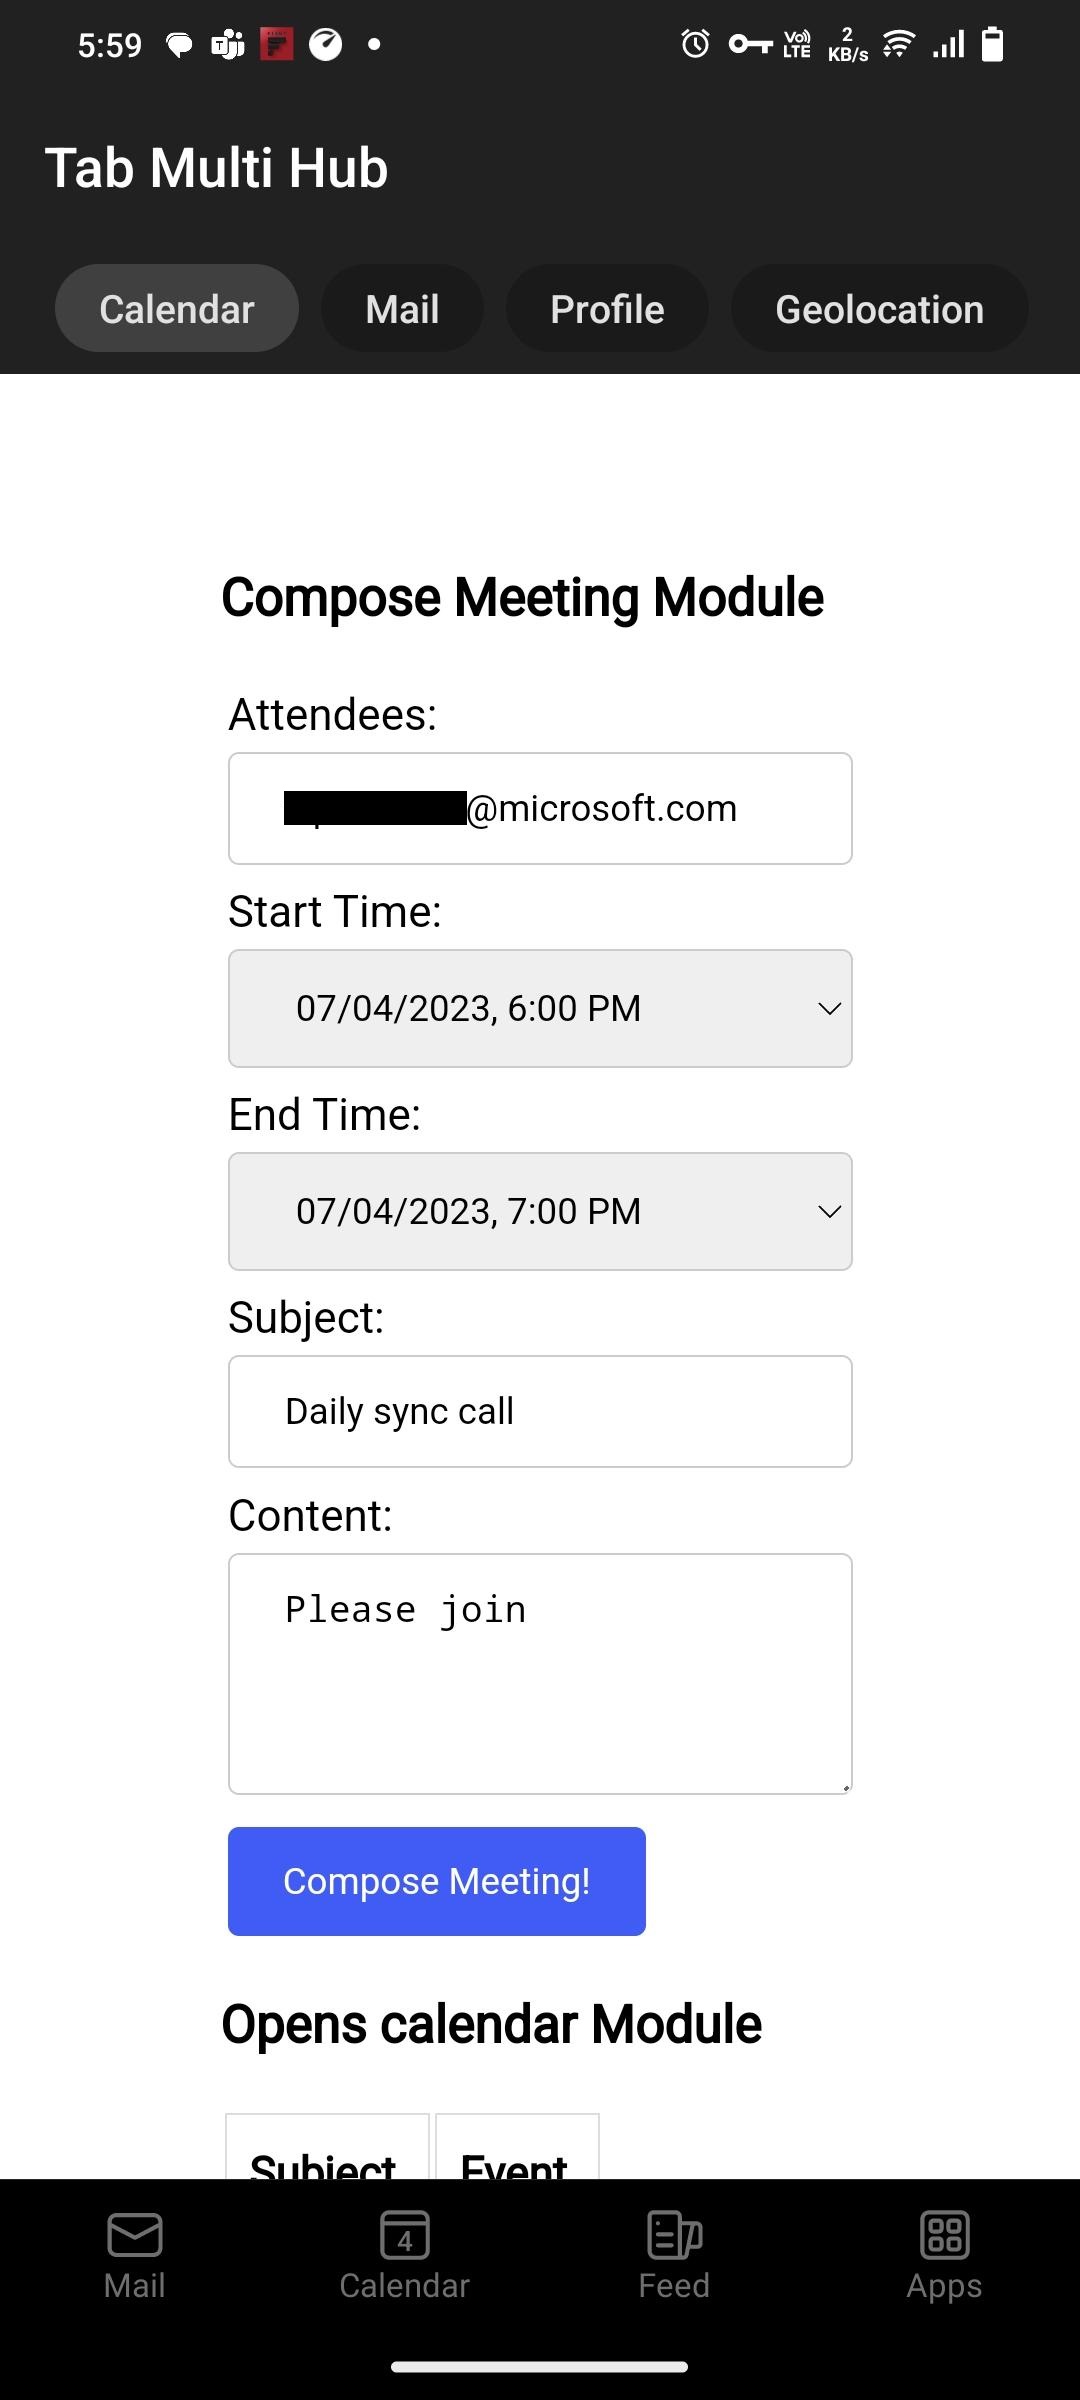 5:59
Vo)) LTE
2 KB/s
Tab Multi Hub
Calendar Mail Profile Geolocation
Compose Meeting Module
Attendees:
@microsoft.com
Start Time:
07/04/2023, 6:00 PM
End Time:
07/04/2023, 7:00 PM
Subject:
Daily sync call
Content:
Please join
Compose Meeting!
Opens calendar Module
Subject Event
4
Mail Calendar Feed Apps